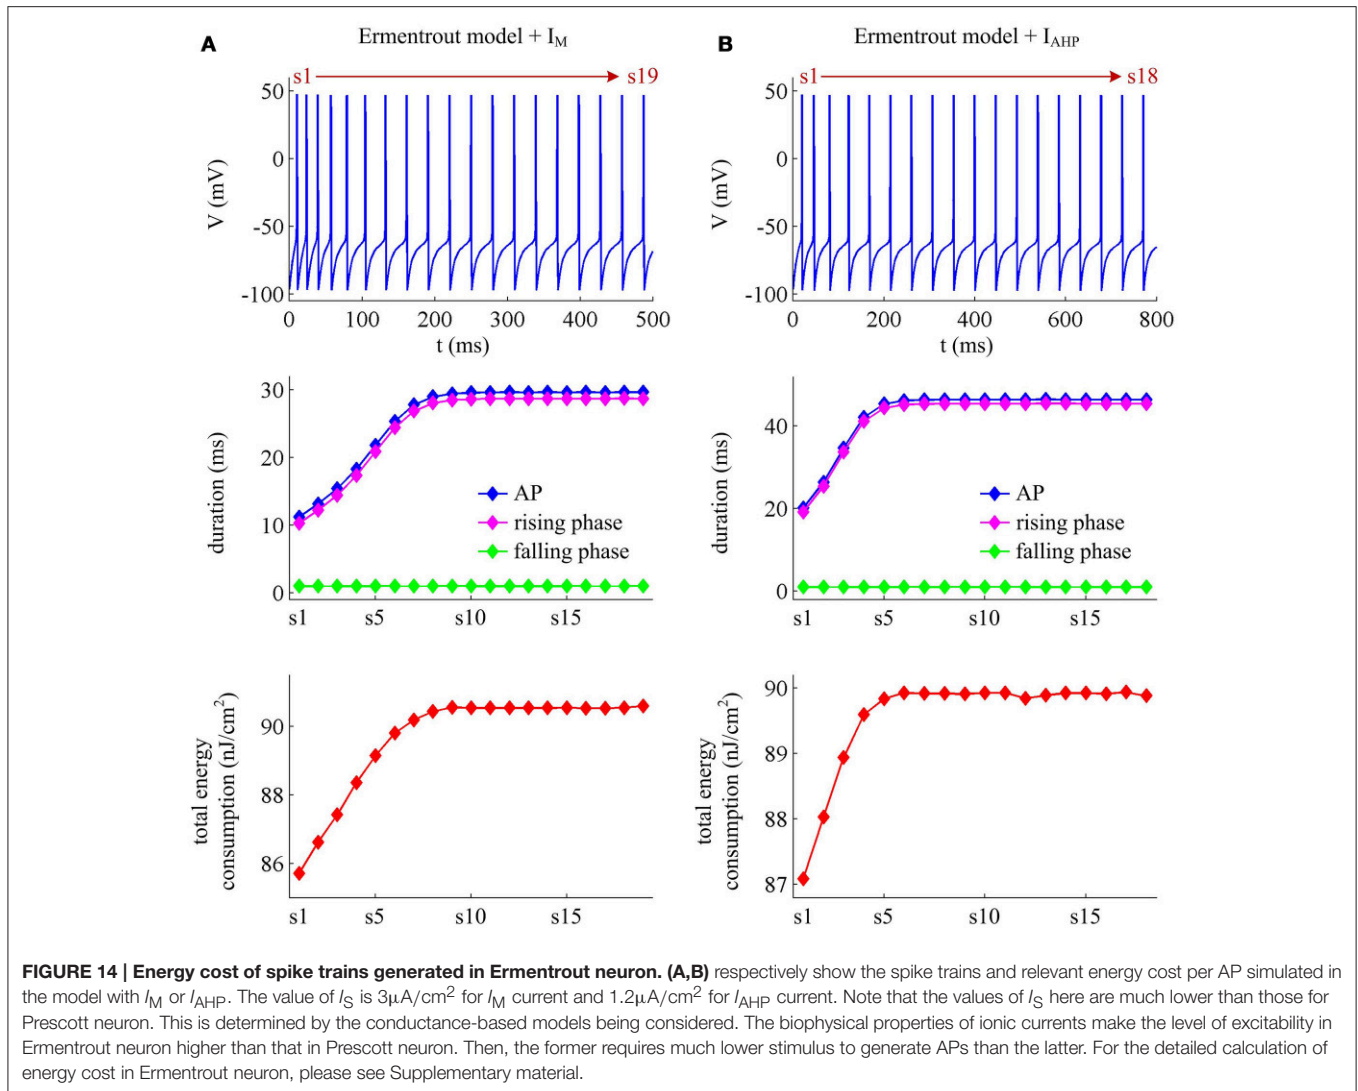 A
Ermentrout model + I_M
s1
s19
50
0
-50
-100
V (mV)
0
100
200
300
400
500
t (ms)
30
20
10
0
duration (ms)
AP
rising phase
falling phase
s1
s5
s10
s15
90
88
86
total energy
consumption (nJ/cm²)
s1
s5
s10
s15
B
Ermentrout model + I_AHP
s1
s18
50
0
-50
-100
V (mV)
0
200
400
600
800
t (ms)
40
20
0
duration (ms)
AP
rising phase
falling phase
s1
s5
s10
s15
90
89
88
87
total energy
consumption (nJ/cm²)
s1
s5
s10
s15
FIGURE 14 | Energy cost of spike trains generated in Ermentrout neuron. (A,B) respectively show the spike trains and relevant energy cost per AP simulated in
the model with I_M or I_AHP. The value of I_S is 3μA/cm² for I_M current and 1.2μA/cm² for I_AHP current. Note that the values of I_S here are much lower than those for
Prescott neuron. This is determined by the conductance-based models being considered. The biophysical properties of ionic currents make the level of excitability in
Ermentrout neuron higher than that in Prescott neuron. Then, the former requires much lower stimulus to generate APs than the latter. For the detailed calculation of
energy cost in Ermentrout neuron, please see Supplementary material.